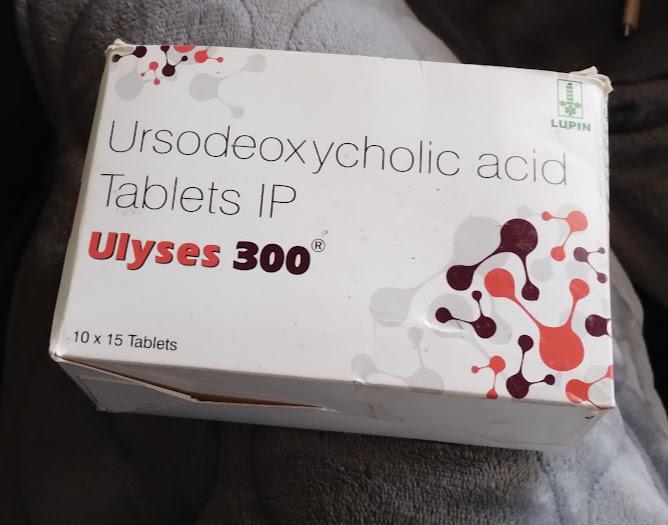 LUPIN
Ursodeoxycholic acid
Tablets IP
Ulyses 300®
10 x 15 Tablets